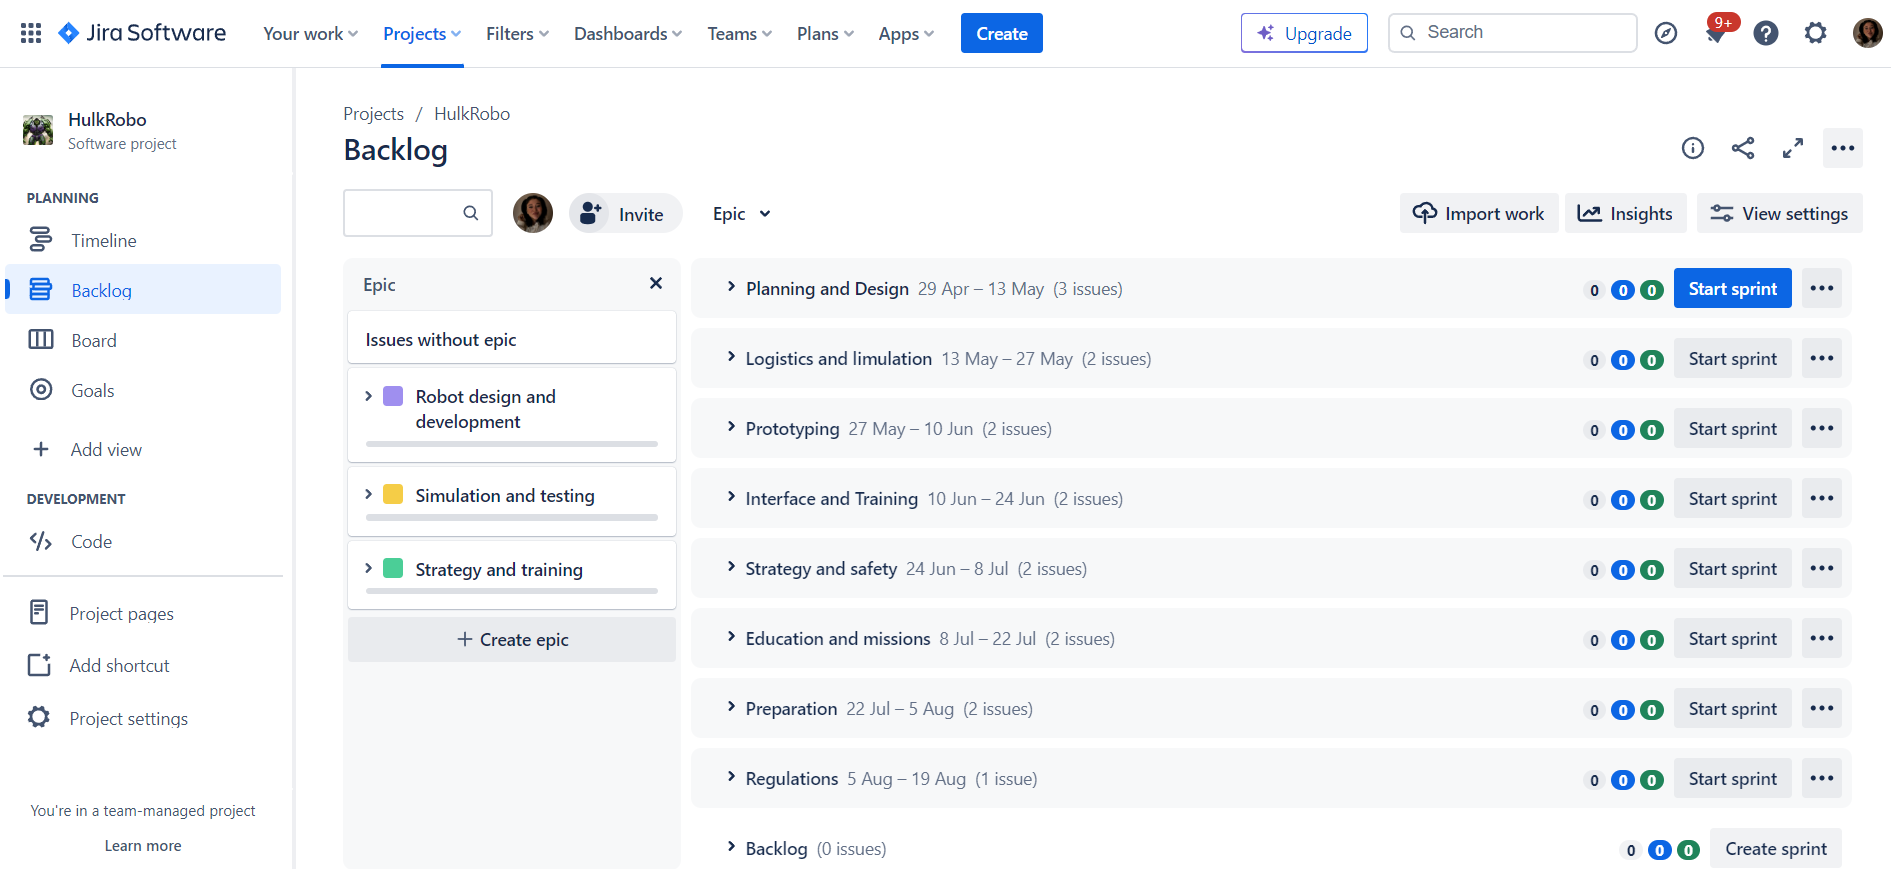 Jira Software
Your work
Projects
Filters
Dashboards
Teams
Plans
Apps
Create
Upgrade
Search
9+
HulkRobo
Software project
PLANNING
Timeline
Backlog
Board
Goals
Add view
DEVELOPMENT
Code
Project pages
Add shortcut
Project settings
You're in a team-managed project
Learn more
Projects / HulkRobo
Backlog
Invite
Epic
Import work
Insights
View settings
Epic
Issues without epic
Robot design and
development
Simulation and testing
Strategy and training
Create epic
Planning and Design 29 Apr – 13 May (3 issues) 0 0 0 Start sprint
Logistics and limulation 13 May – 27 May (2 issues) 0 0 0 Start sprint
Prototyping 27 May – 10 Jun (2 issues) 0 0 0 Start sprint
Interface and Training 10 Jun – 24 Jun (2 issues) 0 0 0 Start sprint
Strategy and safety 24 Jun – 8 Jul (2 issues) 0 0 0 Start sprint
Education and missions 8 Jul – 22 Jul (2 issues) 0 0 0 Start sprint
Preparation 22 Jul – 5 Aug (2 issues) 0 0 0 Start sprint
Regulations 5 Aug – 19 Aug (1 issue) 0 0 0 Start sprint
Backlog (0 issues) 0 0 0 Create sprint